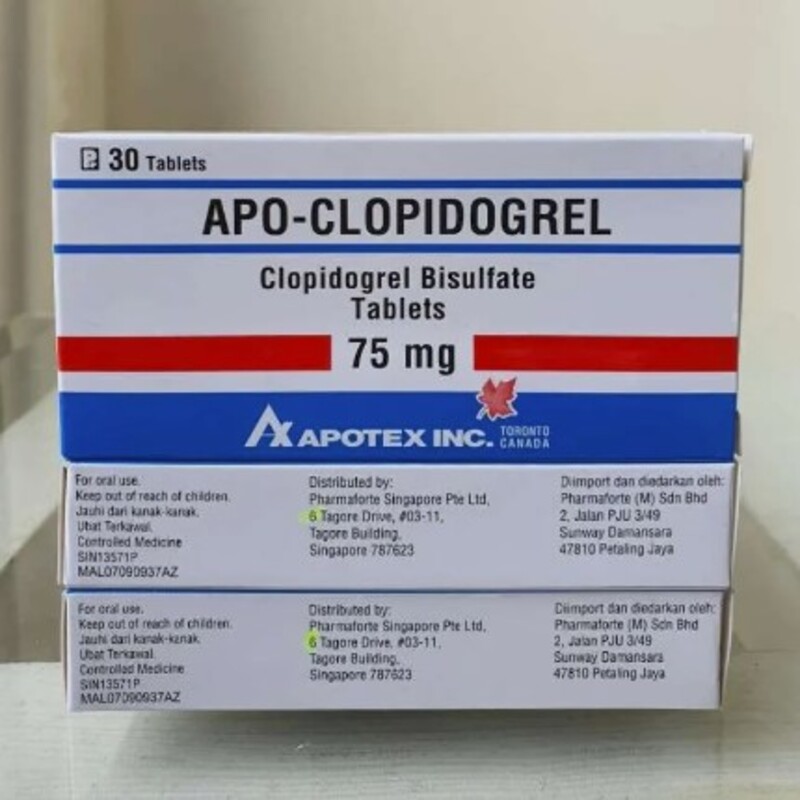 P 30 Tablets
APO-CLOPIDOGREL
Clopidogrel Bisulfate
Tablets
75 mg
APOTEX INC. TORONTO
CANADA
For oral use.
Keep out of reach of children.
Jauhi dari kanak-kanak.
Ubat Terkawal.
Controlled Medicine
SIN13571P
MAL07090937AZ
Distributed by:
Pharmaforte Singapore Pte Ltd,
6 Tagore Drive, #03-11,
Tagore Building,
Singapore 787623
Diimport dan diedarkan oleh:
Pharmaforte (M) Sdn Bhd
2, Jalan PJU 3/49
Sunway Damansara
47810 Petaling Jaya
For oral use.
Keep out of reach of children.
Jauhi dari kanak-kanak.
Ubat Terkawal.
Controlled Medicine
SIN13571P
MAL07090937AZ
Distributed by:
Pharmaforte Singapore Pte Ltd,
6 Tagore Drive, #03-11,
Tagore Building,
Singapore 787623
Diimport dan diedarkan oleh:
Pharmaforte (M) Sdn Bhd
2, Jalan PJU 3/49
Sunway Damansara
47810 Petaling Jaya